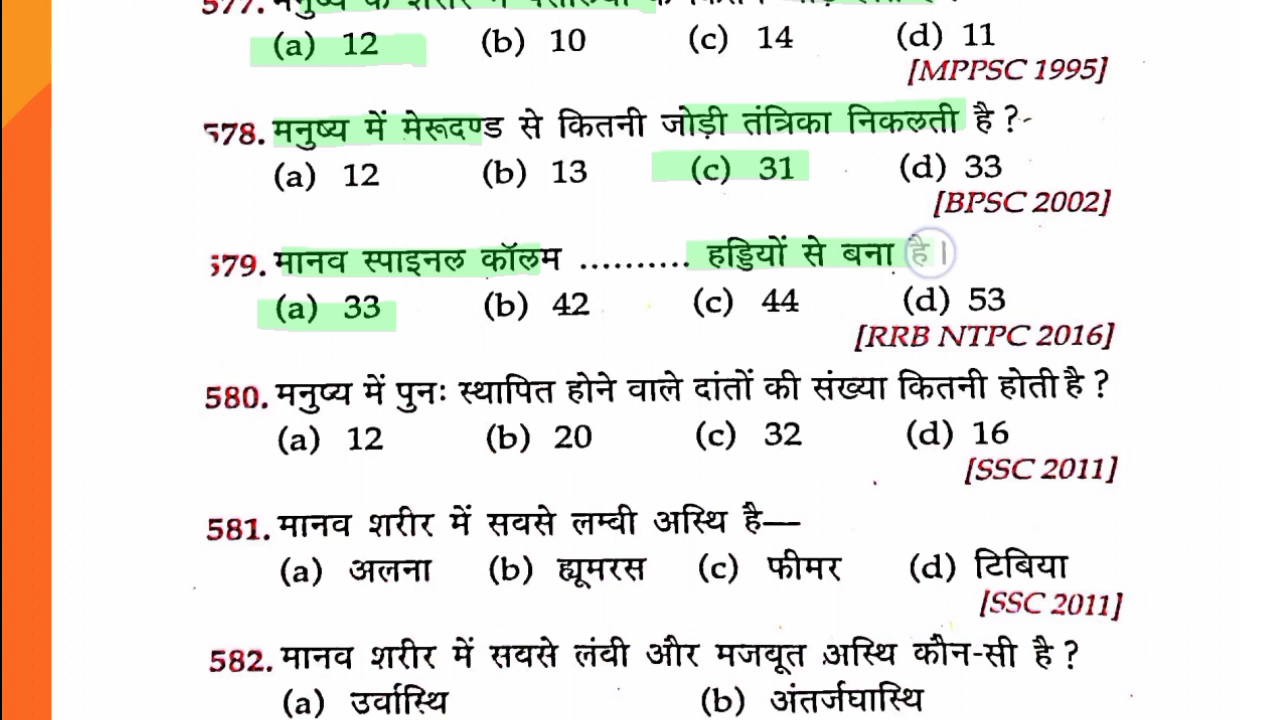 577. मनुष्य के शरीर में
(a) 12 (b) 10 (c) 14 (d) 11
[MPPSC 1995]
578. मनुष्य में मेरूदण्ड से कितनी जोड़ी तंत्रिका निकलती है ?
(a) 12 (b) 13 (c) 31 (d) 33
[BPSC 2002]
579. मानव स्पाइनल कॉलम .......... हड्डियों से बना है।
(a) 33 (b) 42 (c) 44 (d) 53
[RRB NTPC 2016]
580. मनुष्य में पुनः स्थापित होने वाले दांतों की संख्या कितनी होती है ?
(a) 12 (b) 20 (c) 32 (d) 16
[SSC 2011]
581. मानव शरीर में सबसे लम्बी अस्थि है—
(a) अलना (b) ह्यूमरस (c) फीमर (d) टिबिया
[SSC 2011]
582. मानव शरीर में सबसे लंबी और मजबूत अस्थि कौन-सी है ?
(a) उर्वास्थि (b) अंतर्जघास्थि